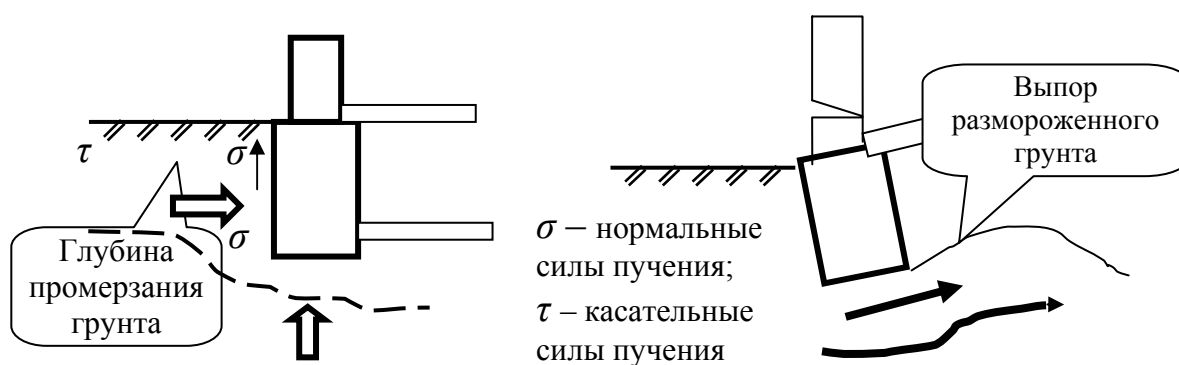 τ
σ
σ
Глубина
промерзания
грунта
Выпор
размороженного
грунта
σ – нормальные
силы пучения;
τ – касательные
силы пучения